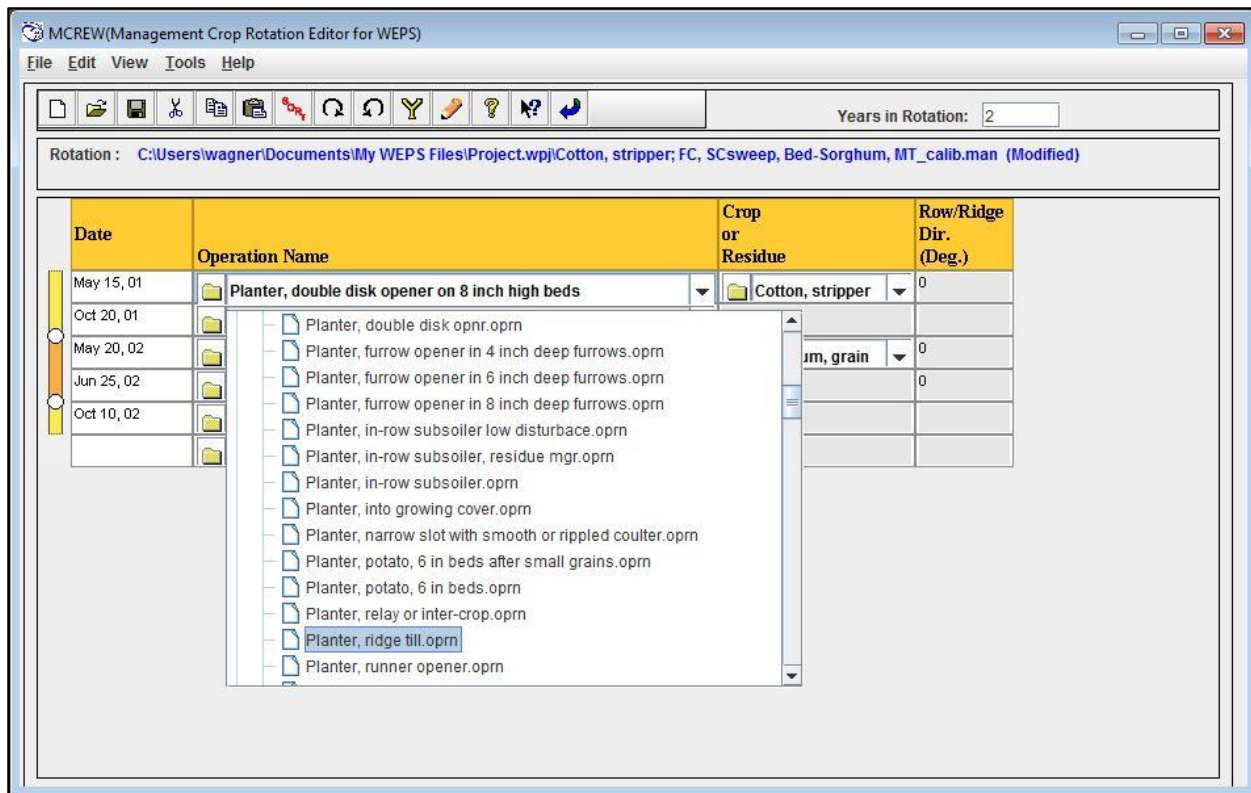 MCREW(Management Crop Rotation Editor for WEPS)
File Edit View Tools Help
SORT
Years in Rotation: 2
Rotation : C:\Users\wagner\Documents\My WEPS Files\Project.wpj\Cotton, stripper; FC, SCsweep, Bed-Sorghum, MT_calib.man (Modified)
Date Operation Name Crop or Residue Row/Ridge Dir. (Deg.)
May 15, 01 Planter, double disk opener on 8 inch high beds Cotton, stripper 0
Oct 20, 01
May 20, 02 um, grain 0
Jun 25, 02 0
Oct 10, 02
Planter, double disk opnr.oprn
Planter, furrow opener in 4 inch deep furrows.oprn
Planter, furrow opener in 6 inch deep furrows.oprn
Planter, furrow opener in 8 inch deep furrows.oprn
Planter, in-row subsoiler low disturbace.oprn
Planter, in-row subsoiler, residue mgr.oprn
Planter, in-row subsoiler.oprn
Planter, into growing cover.oprn
Planter, narrow slot with smooth or rippled coulter.oprn
Planter, potato, 6 in beds after small grains.oprn
Planter, potato, 6 in beds.oprn
Planter, relay or inter-crop.oprn
Planter, ridge till.oprn
Planter, runner opener.oprn